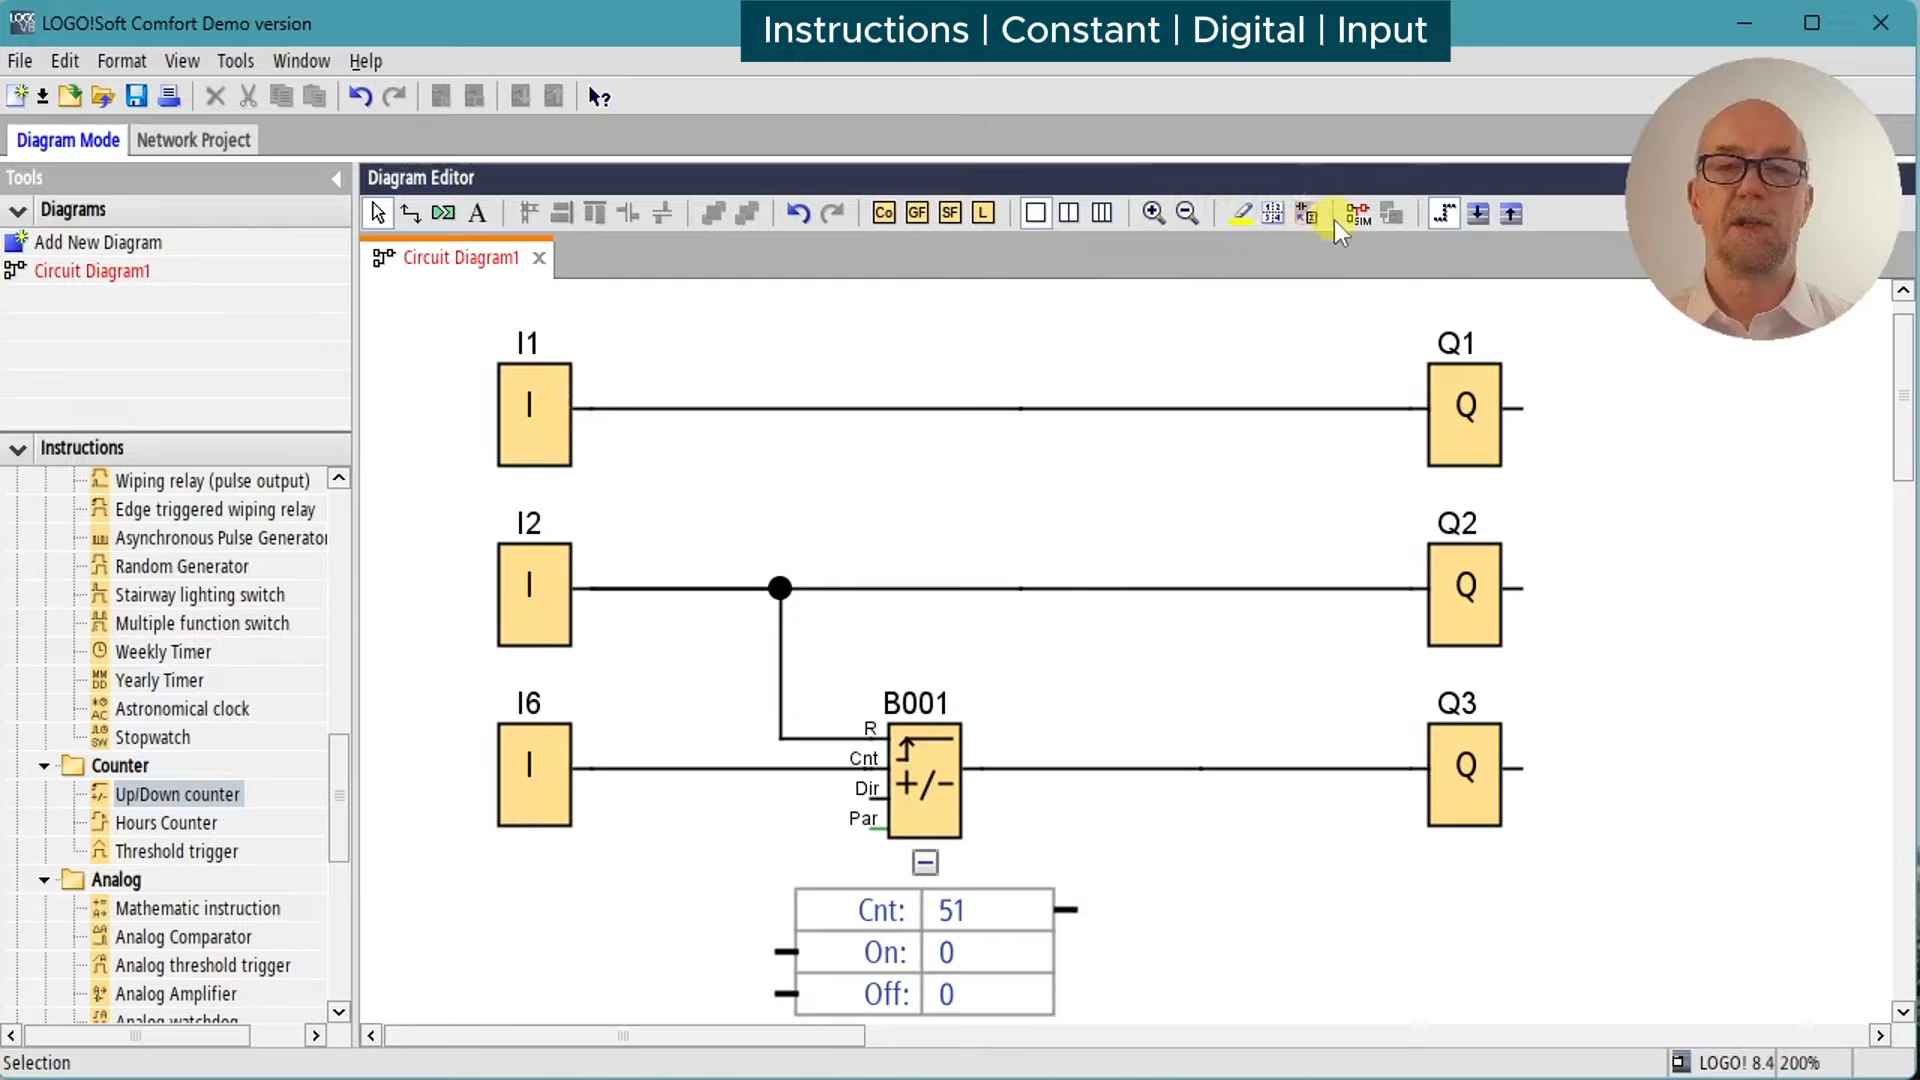 LOGO!Soft Comfort Demo version
Instructions | Constant | Digital | Input
File Edit Format View Tools Window Help
Diagram Mode Network Project
Tools
Diagrams
Add New Diagram
Circuit Diagram1
Instructions
Wiping relay (pulse output)
Edge triggered wiping relay
Asynchronous Pulse Generator
Random Generator
Stairway lighting switch
Multiple function switch
Weekly Timer
Yearly Timer
Astronomical clock
Stopwatch
Counter
Up/Down counter
Hours Counter
Threshold trigger
Analog
Mathematic instruction
Analog Comparator
Analog threshold trigger
Analog Amplifier
Analog watchdog
Diagram Editor
A Co GF SF L SIM
Circuit Diagram1
I1 Q1
I Q
I2 Q2
I Q
I6 B001 Q3
R
Cnt
I +/- Q
Dir
Par
Cnt: 51
On: 0
Off: 0
Selection
LOGO! 8.4 200%